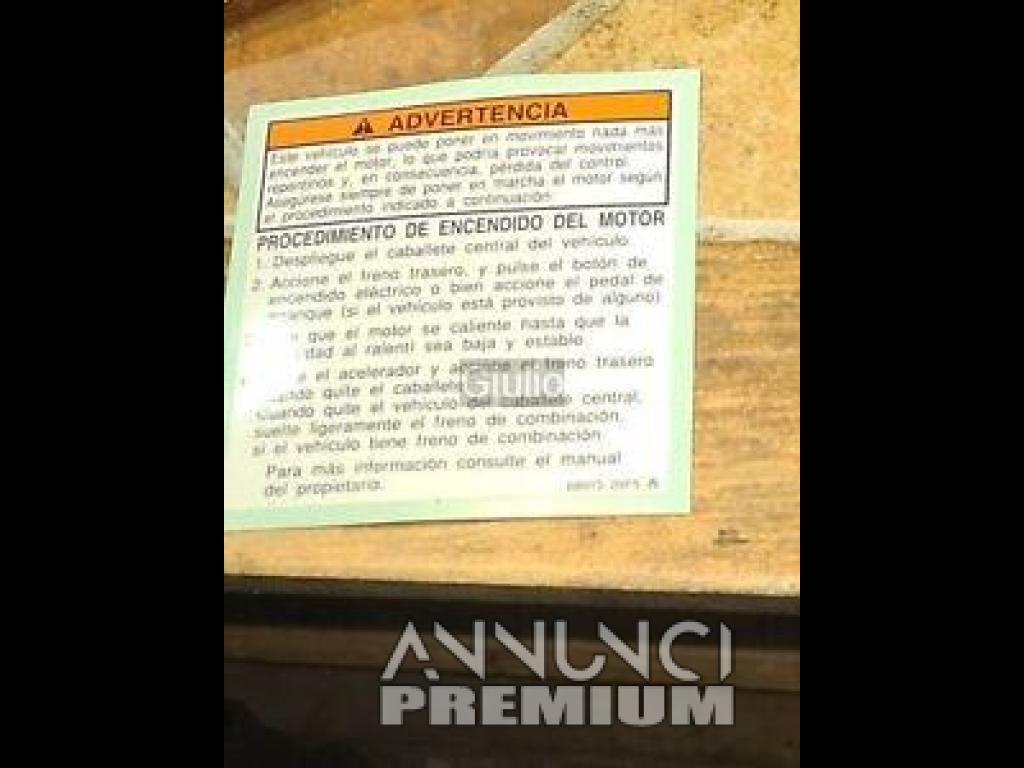 ADVERTENCIA
Este vehículo se puede poner en movimiento nada más
encender el motor, lo que podría provocar movimientos
repentinos y, en consecuencia, pérdida del control.
Asegúrese siempre de poner en marcha el motor según
el procedimiento indicado a continuación.
PROCEDIMIENTO DE ENCENDIDO DEL MOTOR
1. Despliegue el caballete central del vehículo.
2. Accione el freno trasero, y pulse el botón de
encendido eléctrico o bien accione el pedal de
(si el vehículo está provisto de alguno)
que el motor se caliente hasta que la
al ralentí sea baja y estable.
el acelerador y accione el freno trasero
quite el caballete
Cuando quite el vehículo del caballete central,
suelte ligeramente el freno de combinación,
si el vehículo tiene freno de combinación
Para más información consulte el manual
del propietario.
Giulio
ANNUNCI
PREMIUM